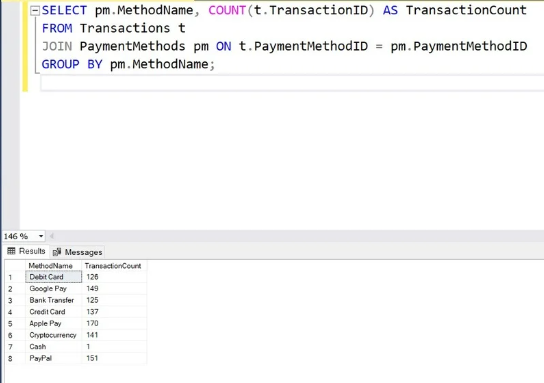 SELECT pm.MethodName, COUNT(t.TransactionID) AS TransactionCount
FROM Transactions t
JOIN PaymentMethods pm ON t.PaymentMethodID = pm.PaymentMethodID
GROUP BY pm.MethodName;
146 %
Results Messages
MethodName TransactionCount
1 Debit Card 126
2 Google Pay 149
3 Bank Transfer 125
4 Credit Card 137
5 Apple Pay 170
6 Cryptocurrency 141
7 Cash 1
8 PayPal 151